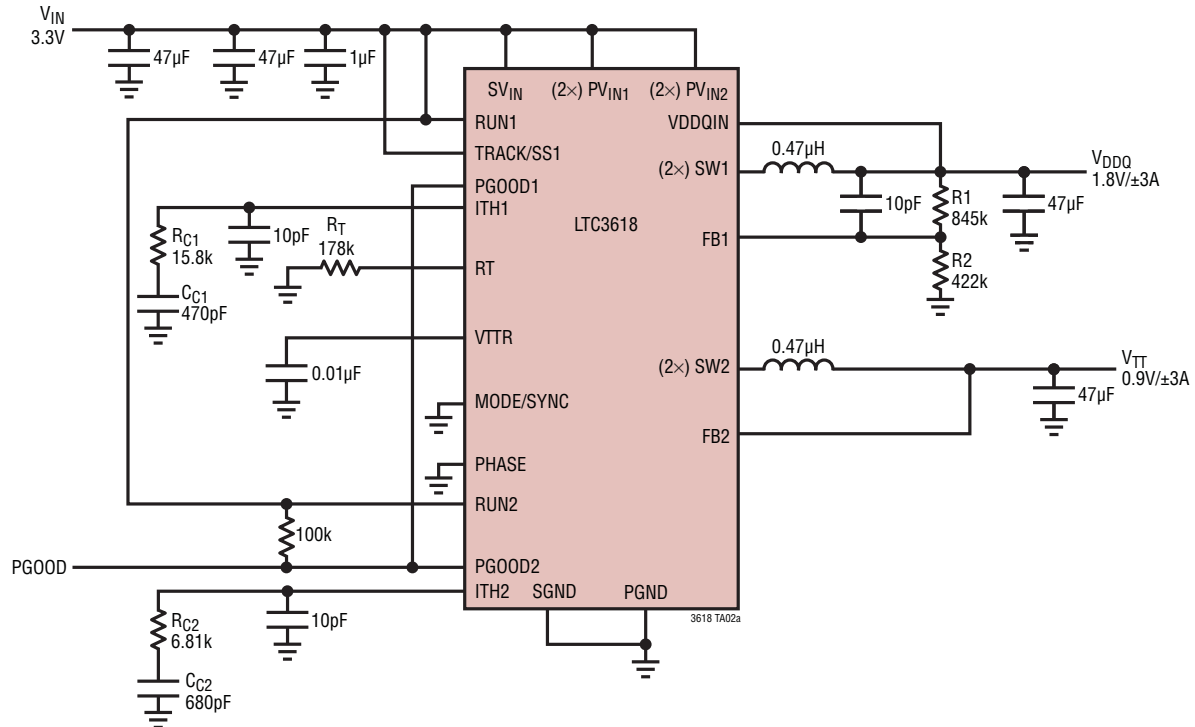 VIN
3.3V
47µF
47µF
1µF
SVIN
(2×) PVIN1
(2×) PVIN2
RUN1
VDDQIN
TRACK/SS1
(2×) SW1
0.47µH
VDDQ
1.8V/±3A
PGOOD1
ITH1
LTC3618
10pF
R1
845k
47µF
RC1
15.8k
10pF
RT
178k
RT
FB1
R2
422k
CC1
470pF
VTTR
0.01µF
(2×) SW2
0.47µH
VTT
0.9V/±3A
47µF
MODE/SYNC
FB2
PHASE
RUN2
100k
PGOOD
PGOOD2
ITH2
SGND
PGND
3618 TA02a
RC2
6.81k
10pF
CC2
680pF